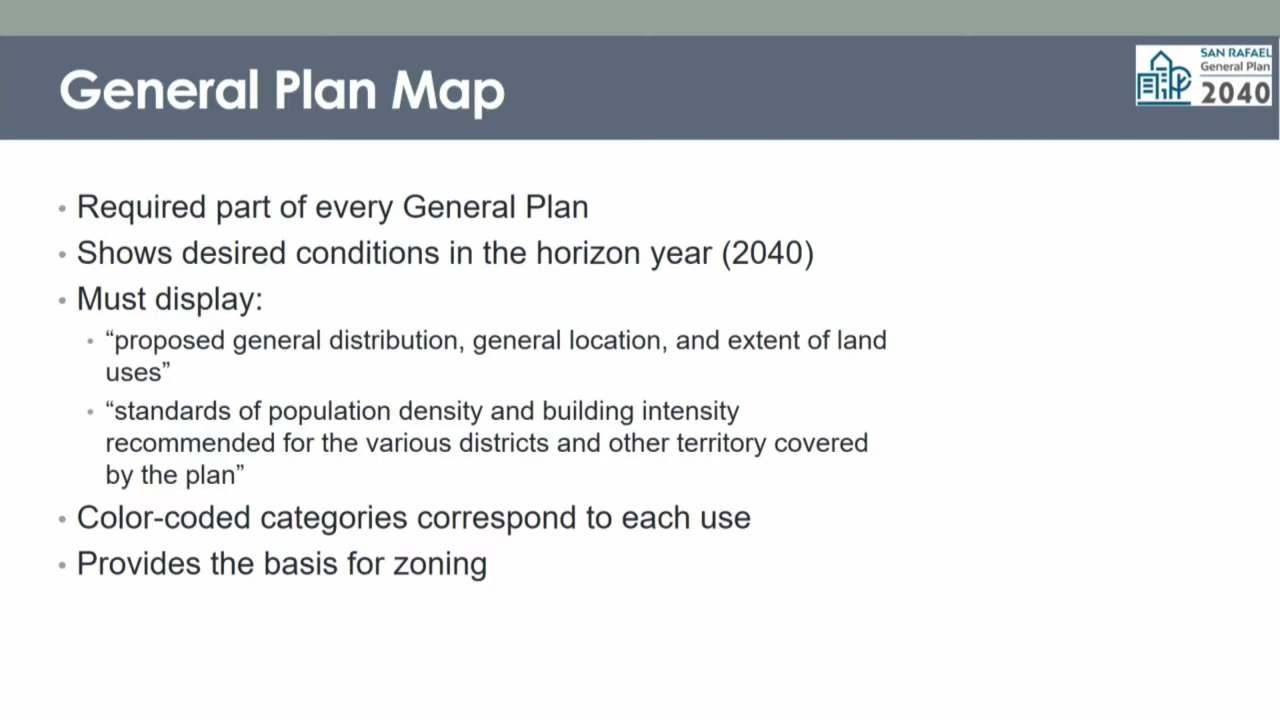 General Plan Map
SAN RAFAEL
General Plan
2040
• Required part of every General Plan
• Shows desired conditions in the horizon year (2040)
• Must display:
• “proposed general distribution, general location, and extent of land
uses”
• “standards of population density and building intensity
recommended for the various districts and other territory covered
by the plan”
• Color-coded categories correspond to each use
• Provides the basis for zoning